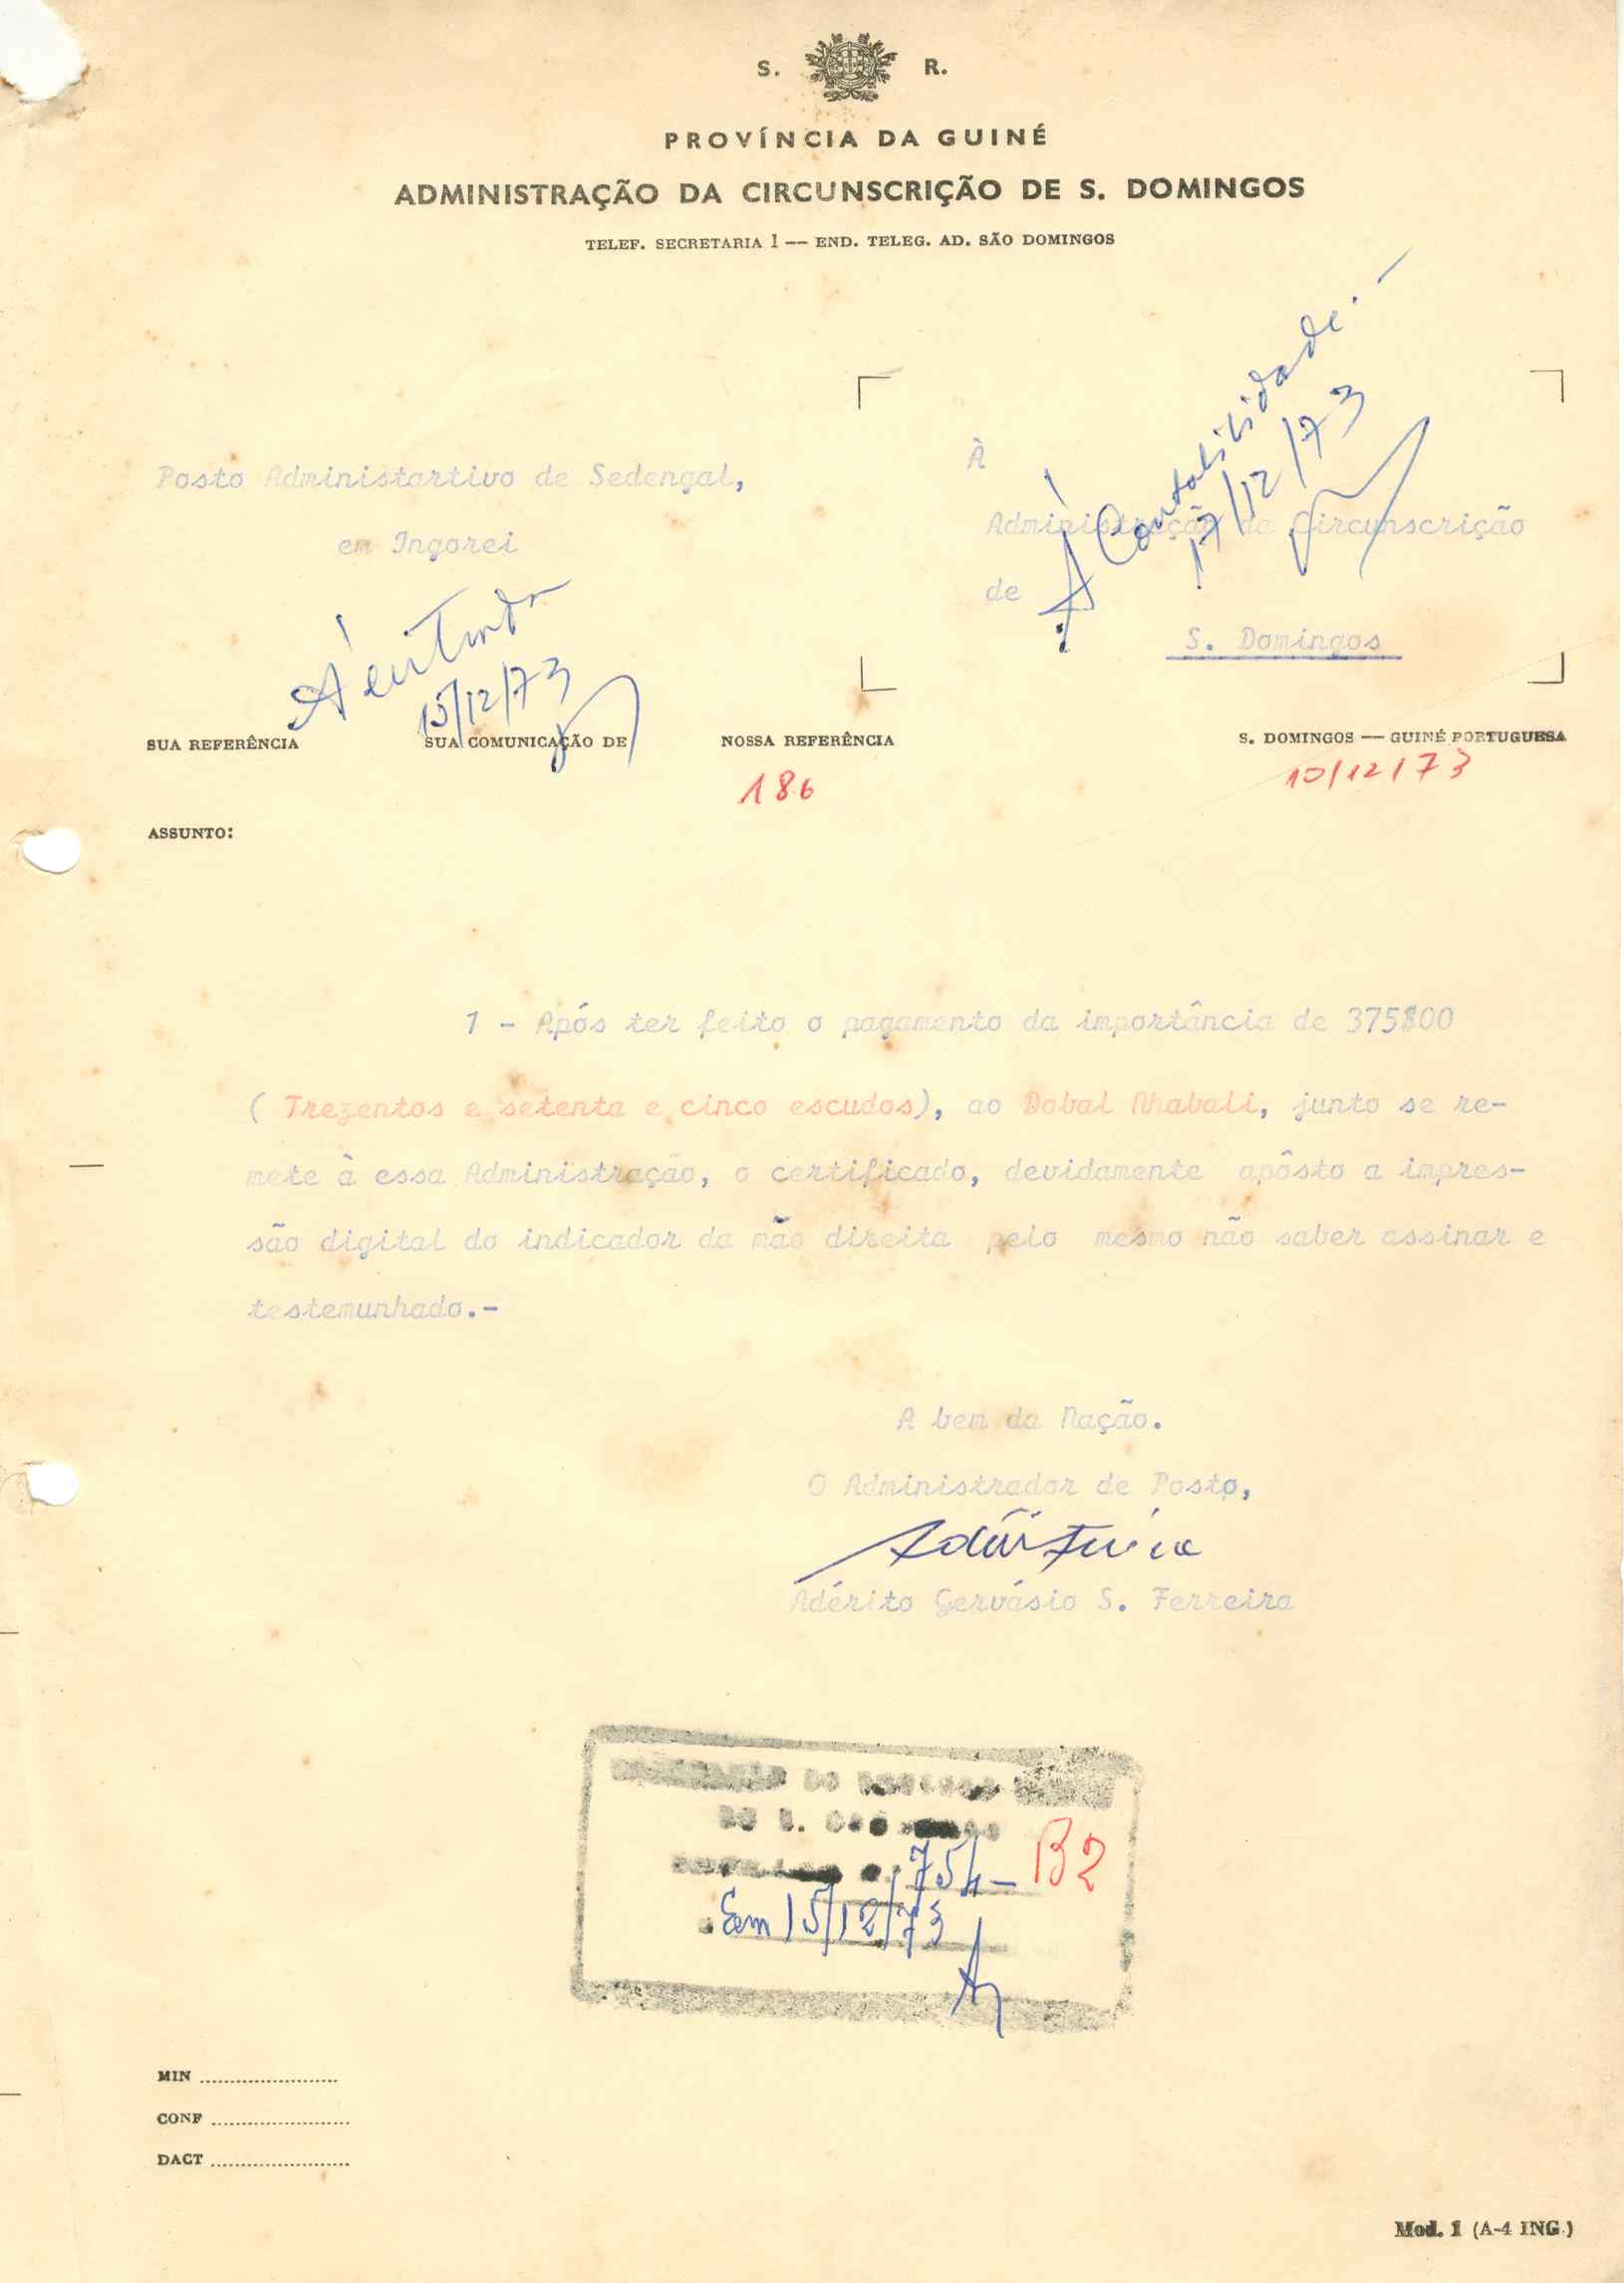 S. R.
PROVÍNCIA DA GUINÉ
ADMINISTRAÇÃO DA CIRCUNSCRIÇÃO DE S. DOMINGOS
TELEF. SECRETARIA 1 — END. TELEG. AD. SÃO DOMINGOS
Posto Administartivo de Sedengal,
em Ingorei
À
Administração da Circunscrição
de
S. Domingos
À Contabilidade.
17/12/73
15/12/73
SUA REFERÊNCIA
SUA COMUNICAÇÃO DE
NOSSA REFERÊNCIA
186
S. DOMINGOS — GUINÉ PORTUGUESA
10/12/73
ASSUNTO:
1 - Após ter feito o pagamento da importância de 375$00
( Trezentos e setenta e cinco escudos), ao Dobal Nhabali, junto se re-
mete à essa Administração, o certificado, devidamente apôsto a impres-
são digital do indicador da mão direita pelo mesmo não saber assinar e
testemunhado.-
A bem da Nação.
O Administrador de Posto,
Adérito Gervásio S. Ferreira
754- B2
Em 15/12/73
MIN
CONF
DACT
Mod. 1 (A-4 ING.)